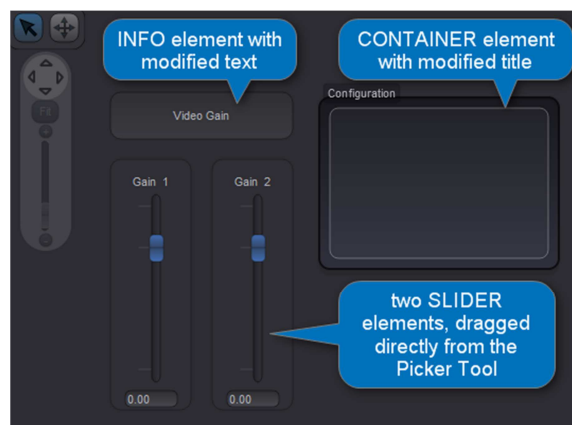 INFO element with
modified text
CONTAINER element
with modified title
Fit
Video Gain
Configuration
Gain 1
Gain 2
two SLIDER
elements, dragged
directly from the
Picker Tool
0.00
0.00